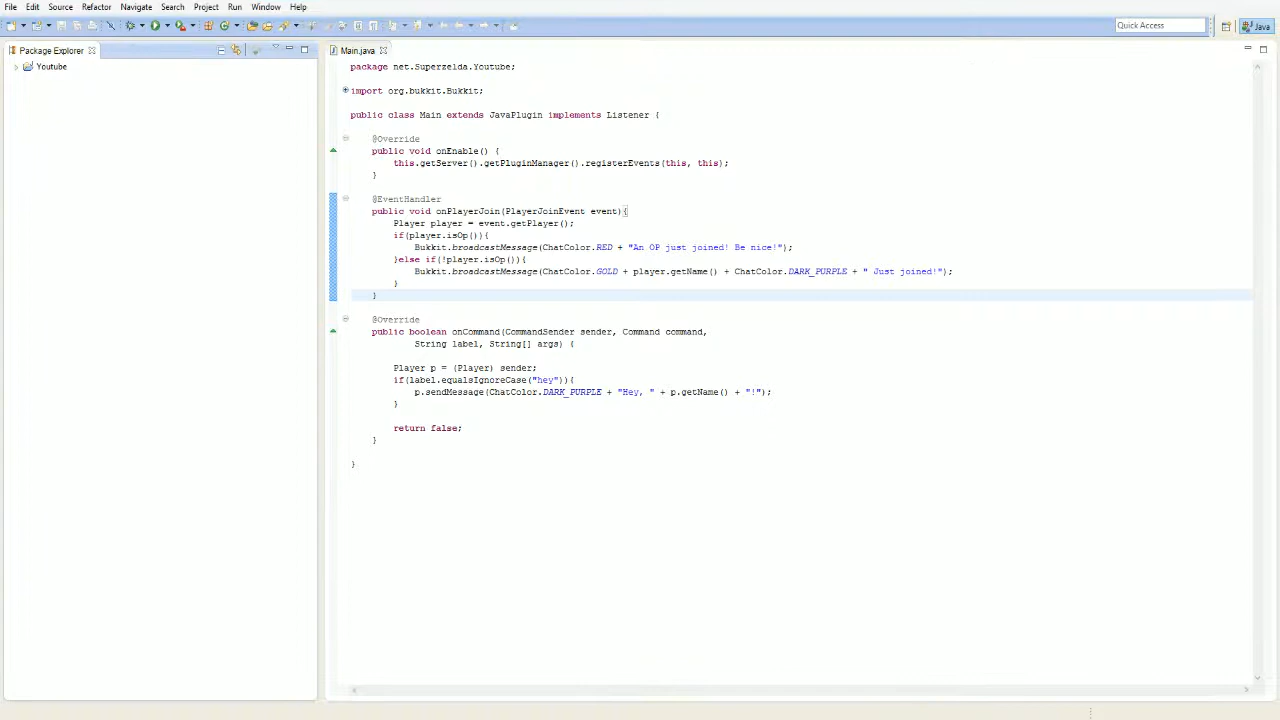 File Edit Source Refactor Navigate Search Project Run Window Help
Quick Access
Java
Package Explorer
Youtube
Main.java
package net.Superzelda.Youtube;
import org.bukkit.Bukkit;
public class Main extends JavaPlugin implements Listener {
@Override
public void onEnable() {
this.getServer().getPluginManager().registerEvents(this, this);
}
@EventHandler
public void onPlayerJoin(PlayerJoinEvent event){
Player player = event.getPlayer();
if(player.isOp()){
Bukkit.broadcastMessage(ChatColor.RED + "An OP just joined! Be nice!");
}else if(!player.isOp()){
Bukkit.broadcastMessage(ChatColor.GOLD + player.getName() + ChatColor.DARK_PURPLE + " Just joined!");
}
}
@Override
public boolean onCommand(CommandSender sender, Command command,
String label, String[] args) {
Player p = (Player) sender;
if(label.equalsIgnoreCase("hey")){
p.sendMessage(ChatColor.DARK_PURPLE + "Hey, " + p.getName() + "!");
}
return false;
}
}